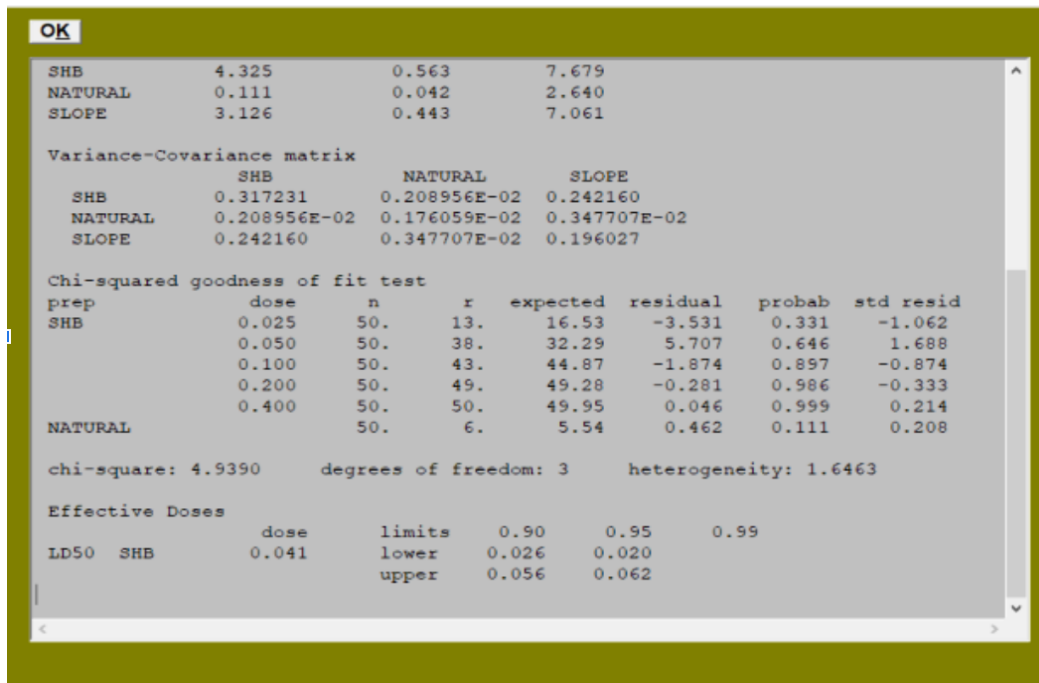 OK
SHB 4.325 0.563 7.679
NATURAL 0.111 0.042 2.640
SLOPE 3.126 0.443 7.061
Variance-Covariance matrix
SHB NATURAL SLOPE
SHB 0.317231 0.208956E-02 0.242160
NATURAL 0.208956E-02 0.176059E-02 0.347707E-02
SLOPE 0.242160 0.347707E-02 0.196027
Chi-squared goodness of fit test
prep dose n r expected residual probab std resid
SHB 0.025 50. 13. 16.53 -3.531 0.331 -1.062
0.050 50. 38. 32.29 5.707 0.646 1.688
0.100 50. 43. 44.87 -1.874 0.897 -0.874
0.200 50. 49. 49.28 -0.281 0.986 -0.333
0.400 50. 50. 49.95 0.046 0.999 0.214
NATURAL 50. 6. 5.54 0.462 0.111 0.208
chi-square: 4.9390 degrees of freedom: 3 heterogeneity: 1.6463
Effective Doses
dose limits 0.90 0.95 0.99
LD50 SHB 0.041 lower 0.026 0.020
upper 0.056 0.062